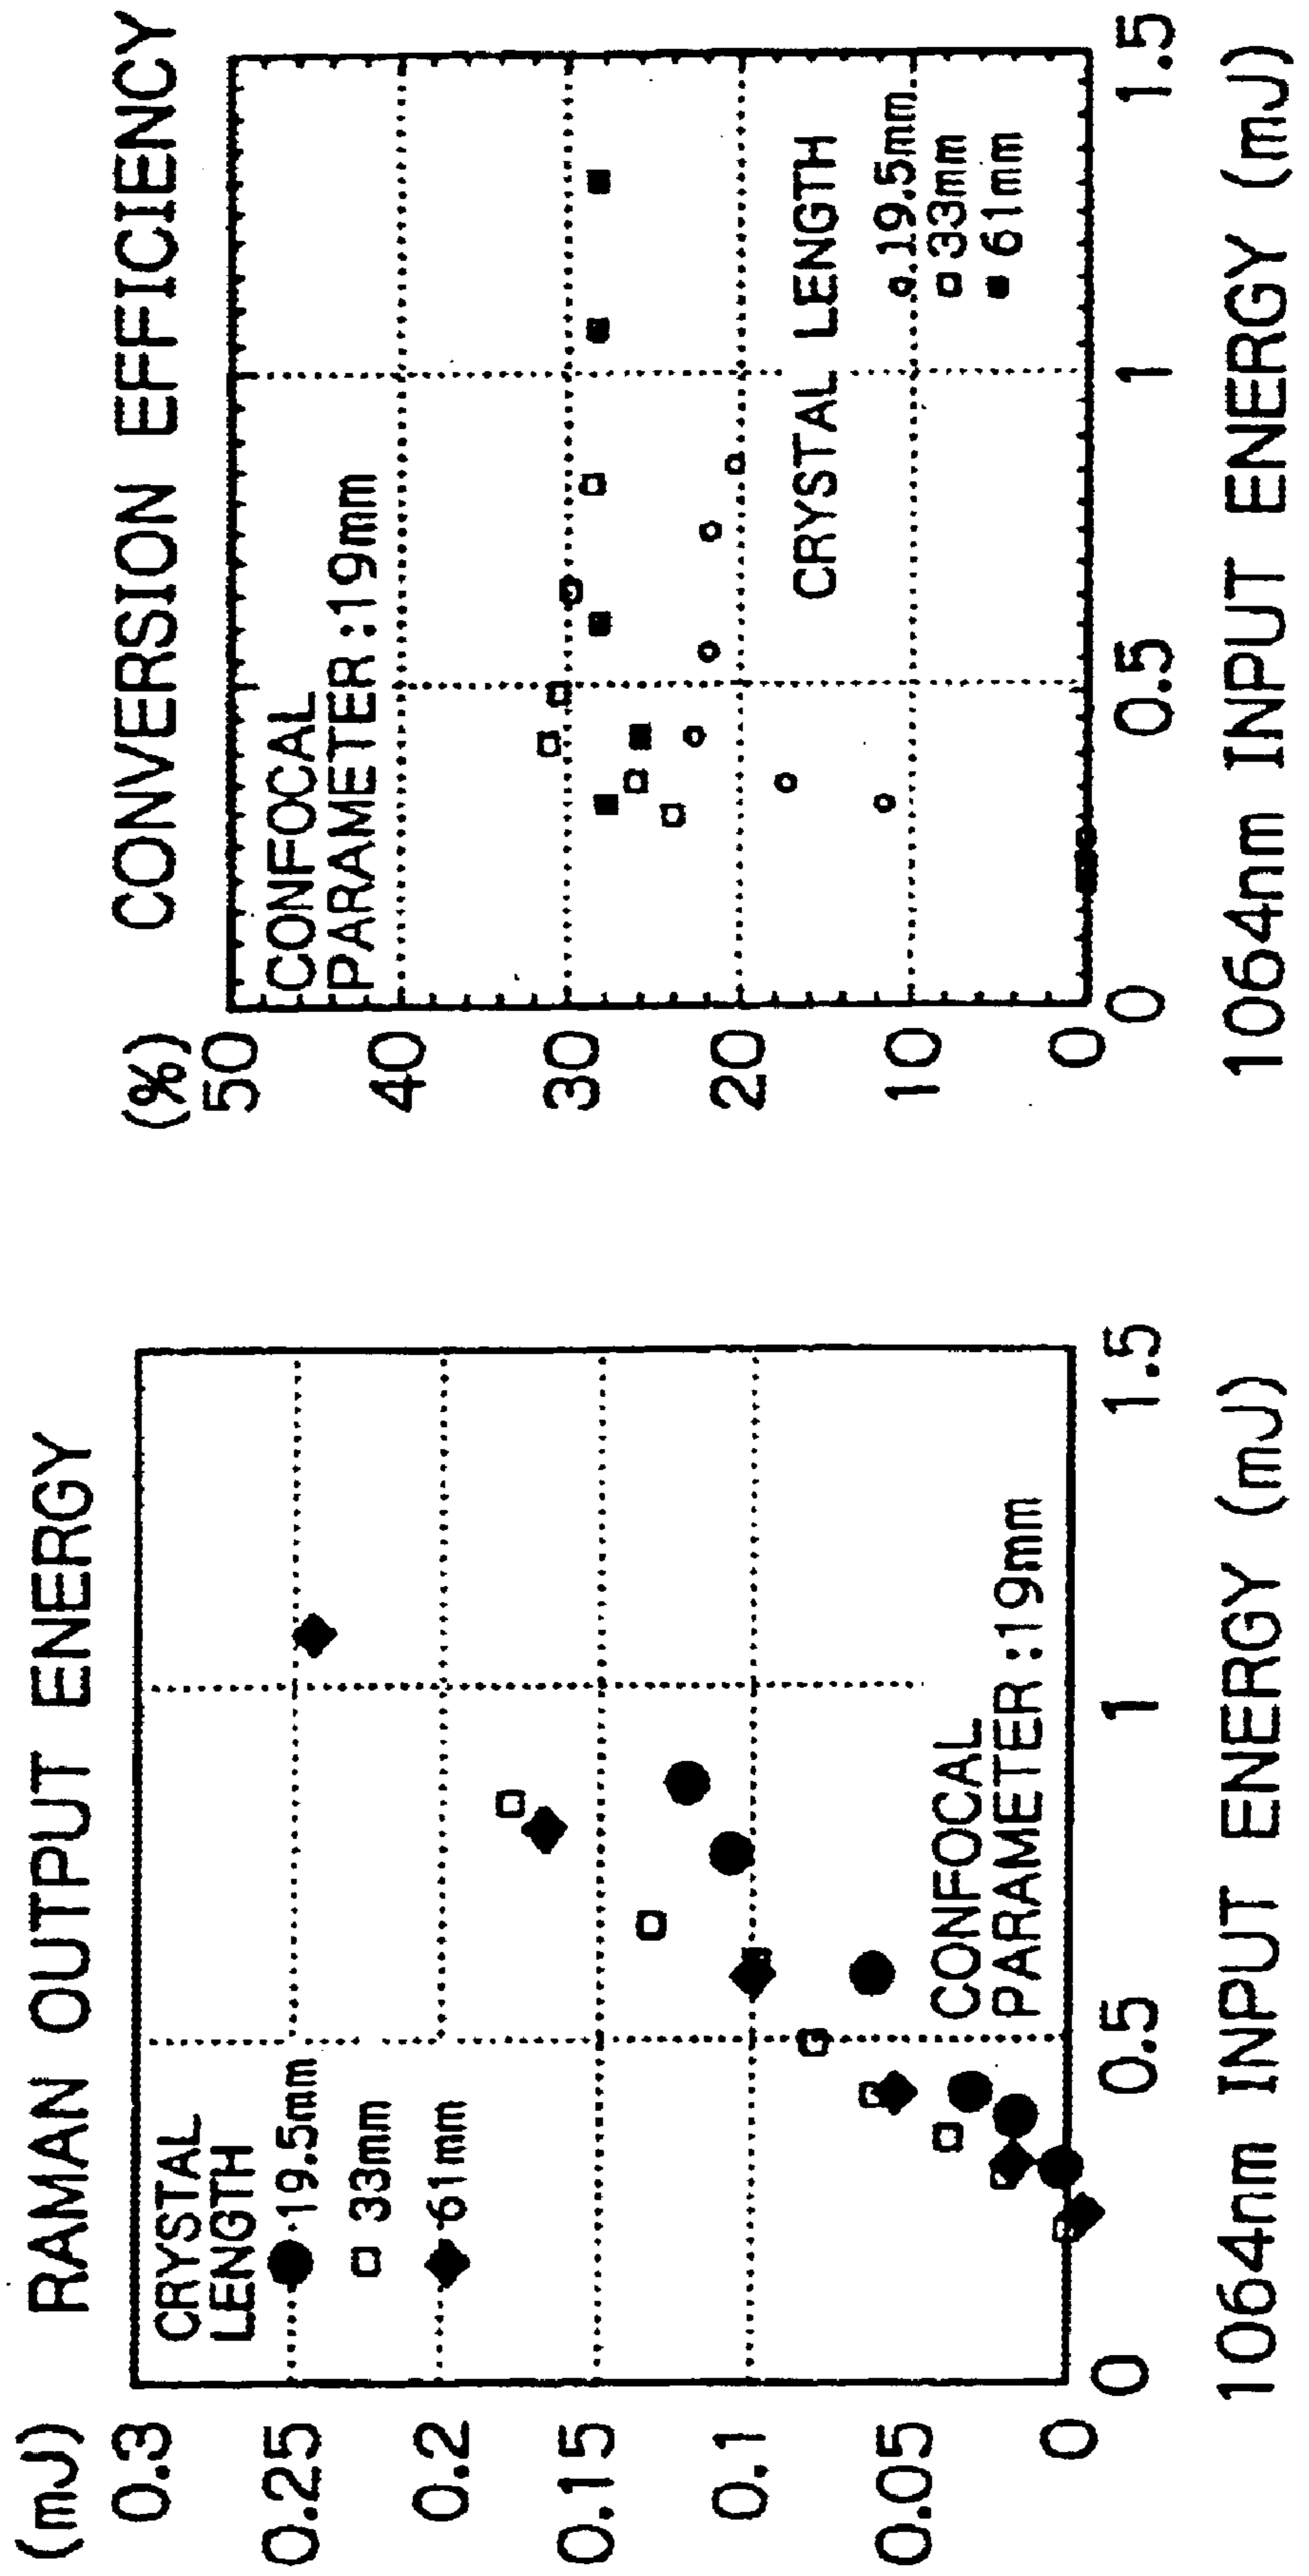 RAMAN OUTPUT ENERGY
(mJ)
0.3
0.25
0.2
0.15
0.1
0.05
0
CRYSTAL
LENGTH
19.5mm
33mm
61mm
CONFOCAL
PARAMETER:19mm
0
0.5
1
1.5
1064nm INPUT ENERGY (mJ)
CONVERSION EFFICIENCY
(%)
50
40
30
20
10
0
CONFOCAL
PARAMETER:19mm
CRYSTAL LENGTH
19.5mm
33mm
61mm
0
0.5
1
1.5
1064nm INPUT ENERGY (mJ)